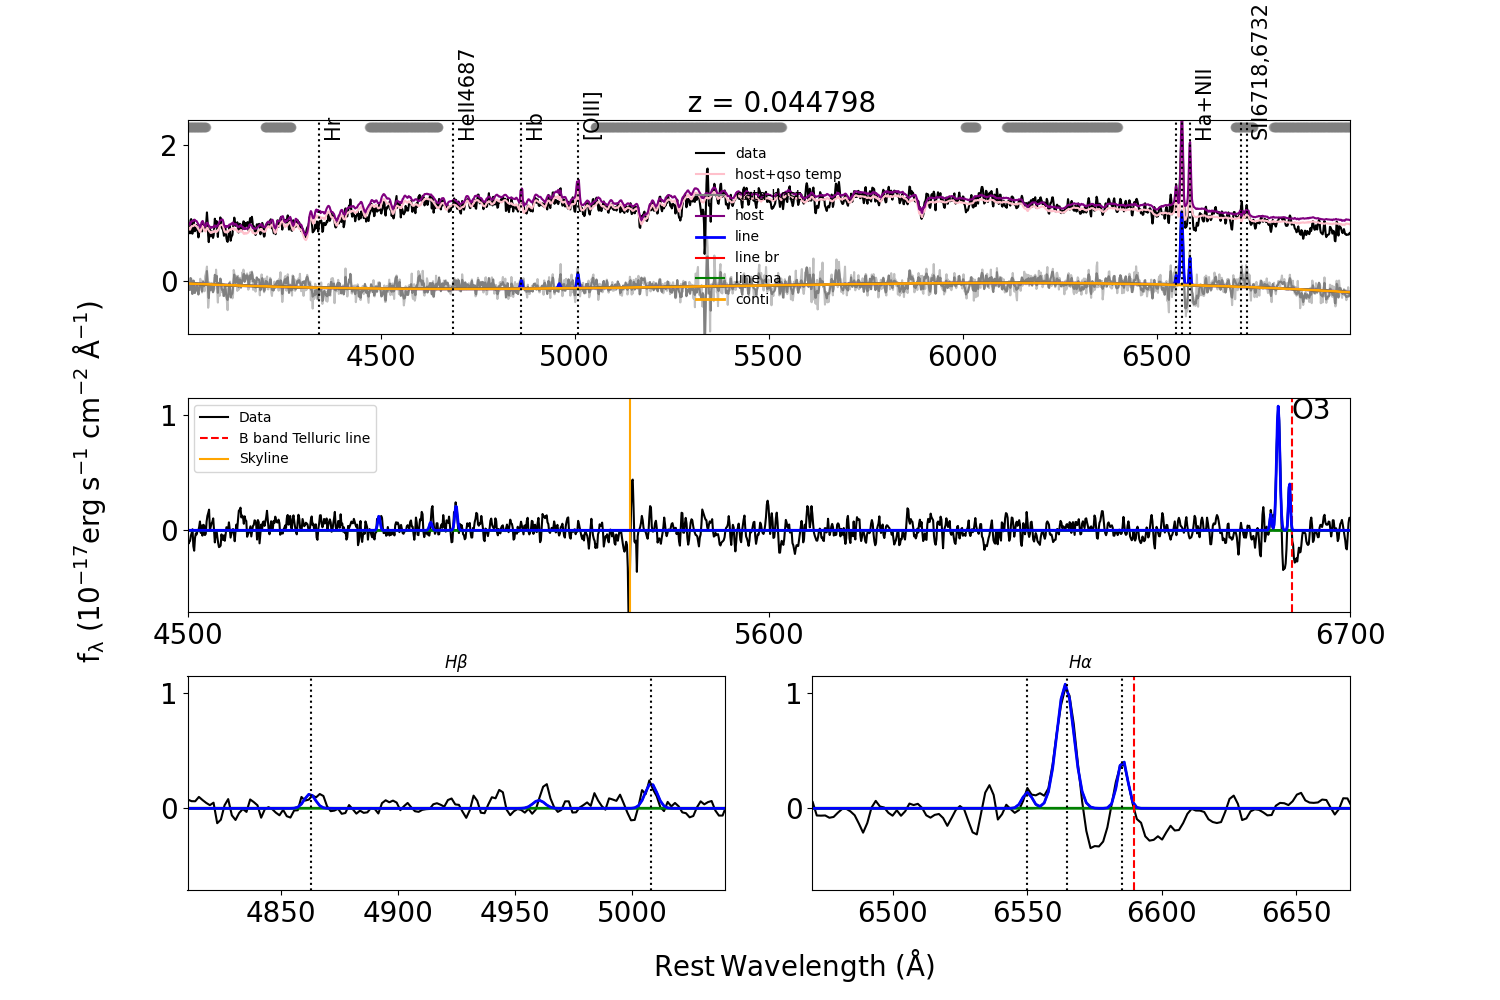 z = 0.044798
Hr
HeII4687
Hb
[OIII]
Ha+NII
SII6718,6732
2
0
data
host+qso temp
host
line
line br
line na
conti
4500
5000
5500
6000
6500
fλ (10⁻¹⁷erg s⁻¹ cm⁻² Å⁻¹)
1
0
Data
B band Telluric line
Skyline
O3
4500
5600
6700
Hβ
1
0
4850
4900
4950
5000
Hα
1
0
6500
6550
6600
6650
Rest Wavelength (Å)